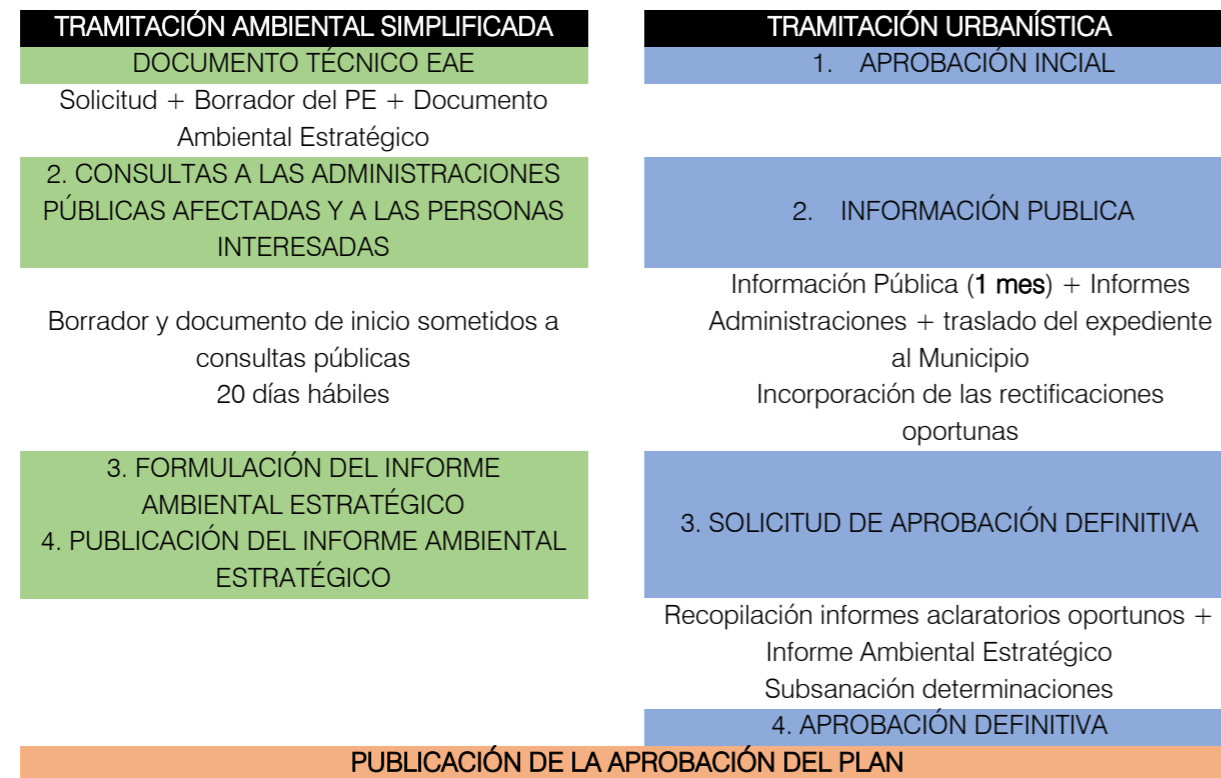 TRAMITACIÓN AMBIENTAL SIMPLIFICADA
DOCUMENTO TÉCNICO EAE
Solicitud + Borrador del PE + Documento
Ambiental Estratégico
2. CONSULTAS A LAS ADMINISTRACIONES
PÚBLICAS AFECTADAS Y A LAS PERSONAS
INTERESADAS
Borrador y documento de inicio sometidos a
consultas públicas
20 días hábiles
3. FORMULACIÓN DEL INFORME
AMBIENTAL ESTRATÉGICO
4. PUBLICACIÓN DEL INFORME AMBIENTAL
ESTRATÉGICO
TRAMITACIÓN URBANÍSTICA
1. APROBACIÓN INCIAL
2. INFORMACIÓN PUBLICA
Información Pública (1 mes) + Informes
Administraciones + traslado del expediente
al Municipio
Incorporación de las rectificaciones
oportunas
3. SOLICITUD DE APROBACIÓN DEFINITIVA
Recopilación informes aclaratorios oportunos +
Informe Ambiental Estratégico
Subsanación determinaciones
4. APROBACIÓN DEFINITIVA
PUBLICACIÓN DE LA APROBACIÓN DEL PLAN